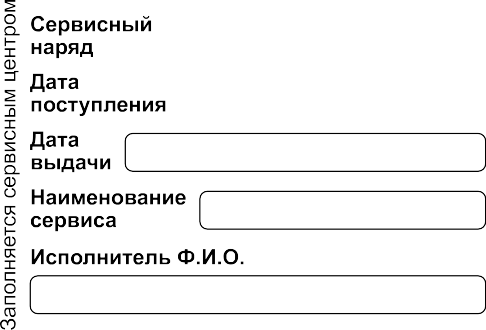 Заполняется сервисным центром
Сервисный
наряд
Дата
поступления
Дата
выдачи
Наименование
сервиса
Исполнитель Ф.И.О.